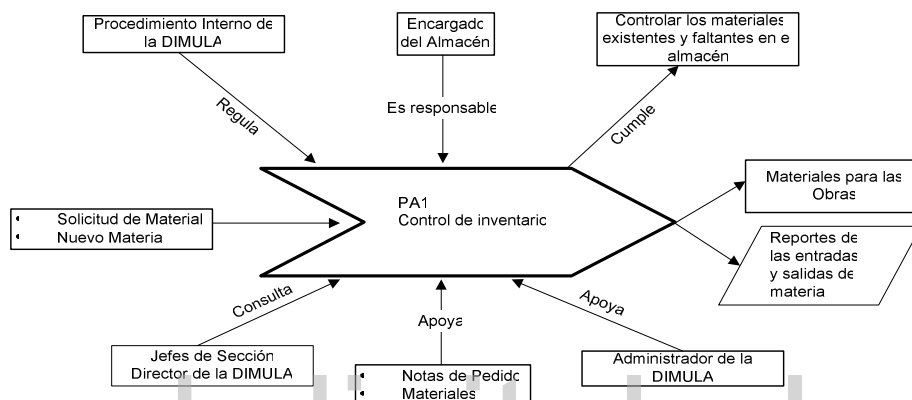 Procedimiento Interno de
la DIMULA
Encargado
del Almacén
Controlar los materiales
existentes y faltantes en e
almacén
Regula
Es responsable
Cumple
PA1
Control de inventario
Materiales para las
Obras
• Solicitud de Material
• Nuevo Materia
Reportes de
las entradas
y salidas de
materia
Consulta
Apoya
Apoya
Jefes de Sección
Director de la DIMULA
• Notas de Pedido
• Materiales
Administrador de la
DIMULA